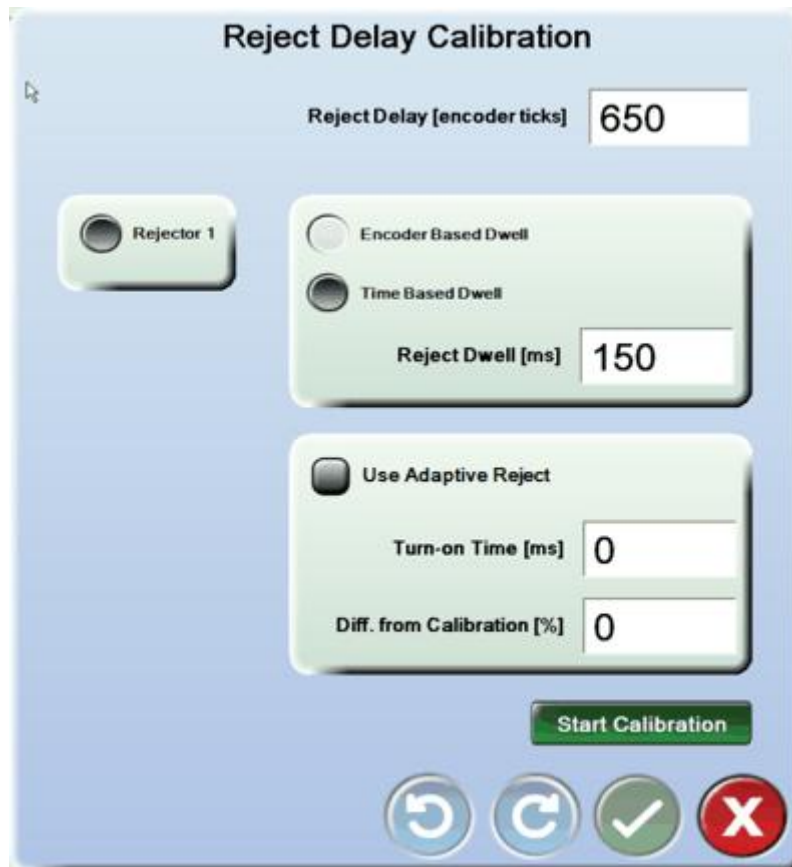 Reject Delay Calibration
Reject Delay [encoder ticks] 650
Rejector 1
Encoder Based Dwell
Time Based Dwell
Reject Dwell [ms] 150
Use Adaptive Reject
Turn-on Time [ms] 0
Diff. from Calibration [%] 0
Start Calibration